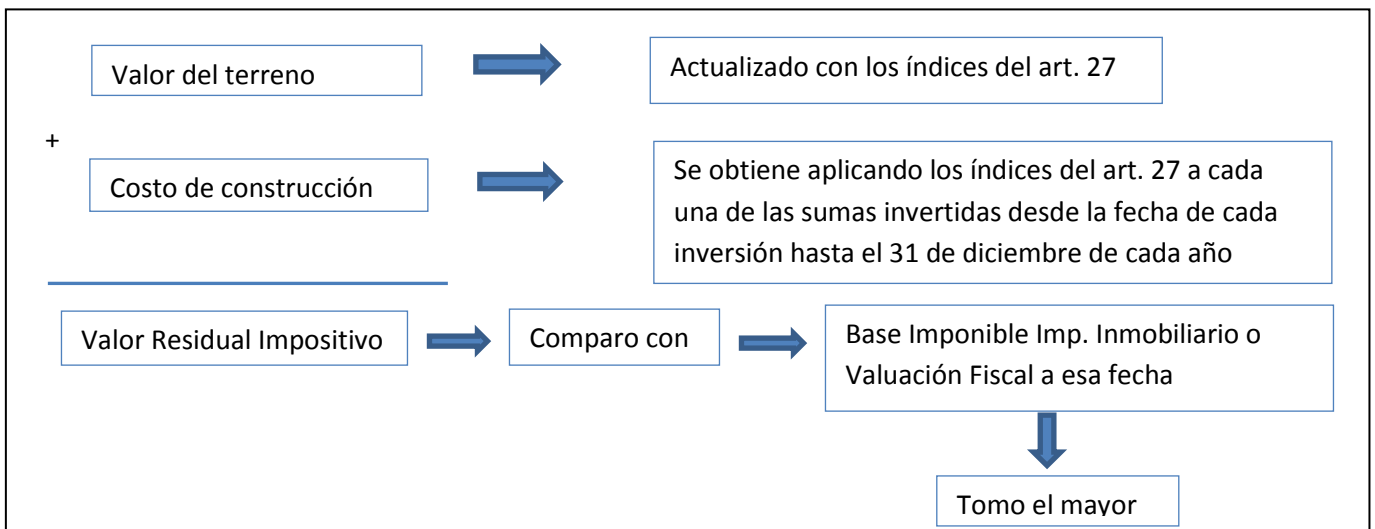 Valor del terreno
Actualizado con los índices del art. 27
+
Costo de construcción
Se obtiene aplicando los índices del art. 27 a cada
una de las sumas invertidas desde la fecha de cada
inversión hasta el 31 de diciembre de cada año
Valor Residual Impositivo
Comparo con
Base Imponible Imp. Inmobiliario o
Valuación Fiscal a esa fecha
Tomo el mayor